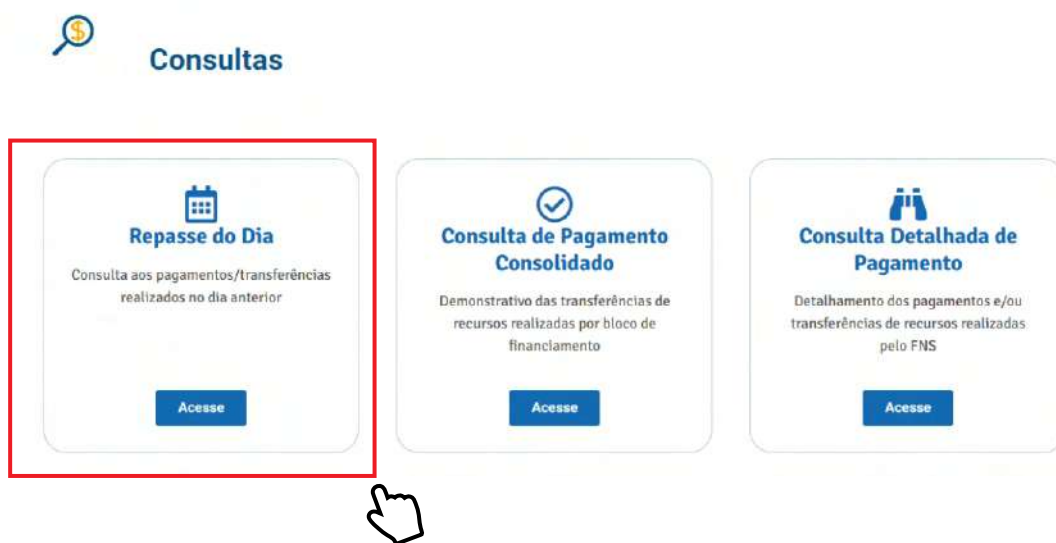 Consultas
Repasse do Dia
Consulta aos pagamentos/transferências
realizados no dia anterior
Acesse
Consulta de Pagamento
Consolidado
Demonstrativo das transferências de
recursos realizadas por bloco de
financiamento
Acesse
Consulta Detalhada de
Pagamento
Detalhamento dos pagamentos e/ou
transferências de recursos realizadas
pelo FNS
Acesse